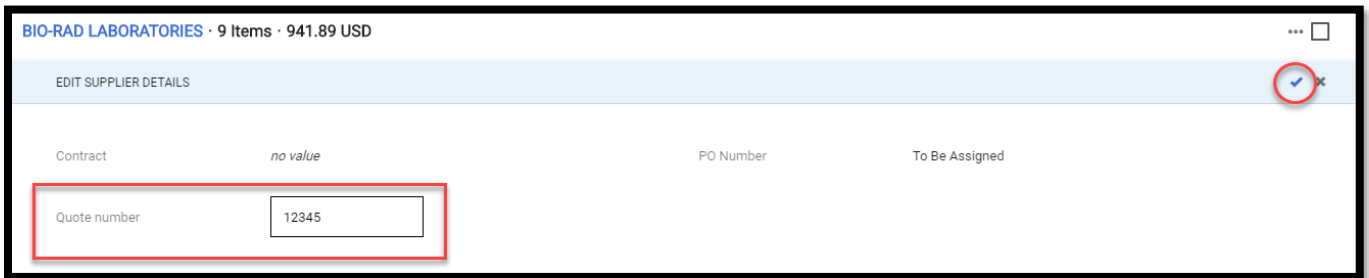 BIO-RAD LABORATORIES · 9 Items · 941.89 USD
EDIT SUPPLIER DETAILS
Contract no value PO Number To Be Assigned
Quote number 12345